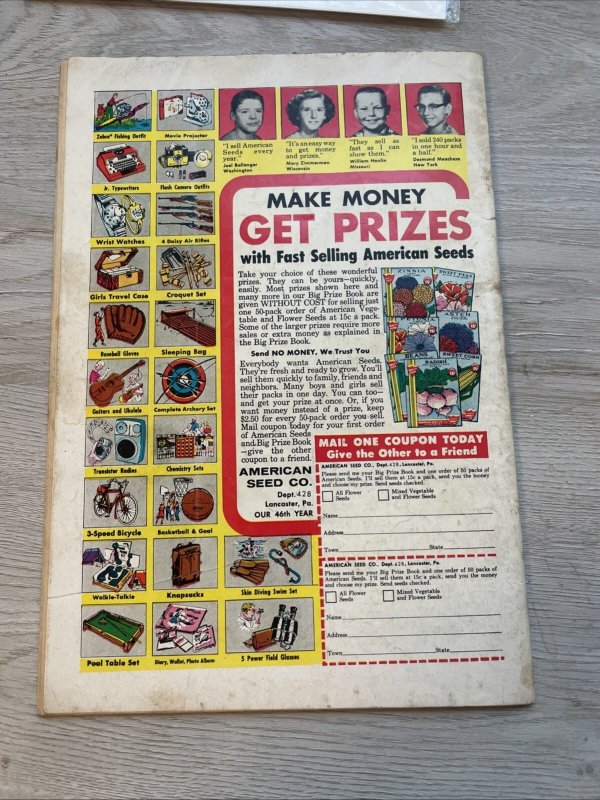 Zebco Fishing Outfit
Movie Projector
Jr. Typewriters
Flash Camera Outfits
Wrist Watches
4 Daisy Air Rifles
Girls Travel Case
Croquet Set
Baseball Gloves
Sleeping Bag
Guitars and Ukulele
Complete Archery Set
Transistor Radios
Chemistry Sets
3-Speed Bicycle
Basketball & Goal
Walkie-Talkie
Knapsacks
Skin Diving Swim Set
Pool Table Set
Diary, Wallet, Photo Album
5 Power Field Glasses
"I sell American
Seeds every
year."
Joel Ballenger
Washington
"It's an easy way
to get money
and prizes."
Mary Zimmerman
Wisconsin
"They sell as
fast as I can
show them."
William Hanlin
Missouri
"I sold 240 packs
in one hour and
a half."
Desmond Meacham
New York
MAKE MONEY
GET PRIZES
with Fast Selling American Seeds
Take your choice of these wonderful
prizes. They can be yours—quickly,
easily. Most prizes shown here and
many more in our Big Prize Book are
given WITHOUT COST for selling just
one 50-pack order of American Vege-
table and Flower Seeds at 15c a pack.
Some of the larger prizes require more
sales or extra money as explained in
the Big Prize Book.
Send NO MONEY, We Trust You
Everybody wants American Seeds.
They're fresh and ready to grow. You'll
sell them quickly to family, friends and
neighbors. Many boys and girls sell
their packs in one day. You can too—
and get your prize at once. Or, if you
want money instead of a prize, keep
$2.50 for every 50-pack order you sell.
Mail coupon today for your first order
of American Seeds
and Big Prize Book
—give the other
coupon to a friend.
AMERICAN
SEED CO.
Dept. 428
Lancaster, Pa.
OUR 46th YEAR
ZINNIA
SWEET PEAS
ASTER
BEANS
SWEET CORN
RADISH
MAIL ONE COUPON TODAY
Give the Other to a Friend
AMERICAN SEED CO., Dept. 428, Lancaster, Pa.
Please send me your Big Prize Book and one order of 50 packs of
American Seeds. I'll sell them at 15c a pack, send you the money
and choose my prize. Send seeds checked.
All Flower
Seeds
Mixed Vegetable
and Flower Seeds
Name
Address
Town State
AMERICAN SEED CO., Dept. 428, Lancaster, Pa.
Please send me your Big Prize Book and one order of 50 packs of
American Seeds. I'll sell them at 15c a pack, send you the money
and choose my prize. Send seeds checked.
All Flower
Seeds
Mixed Vegetable
and Flower Seeds
Name
Address
Town State